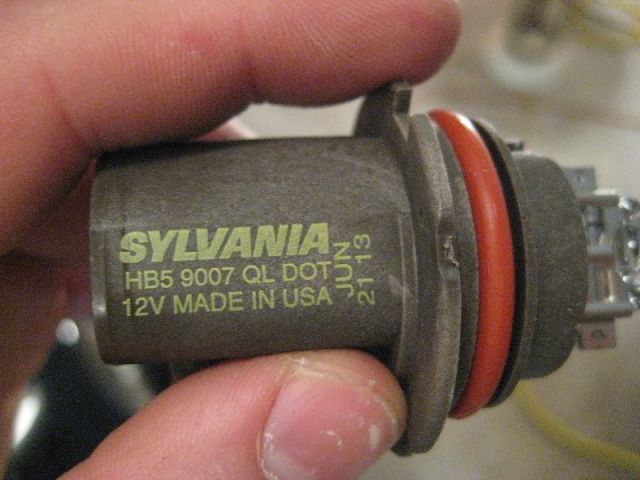 SYLVANIA
HB5 9007 QL DOT
12V MADE IN USA
JUN
21 13